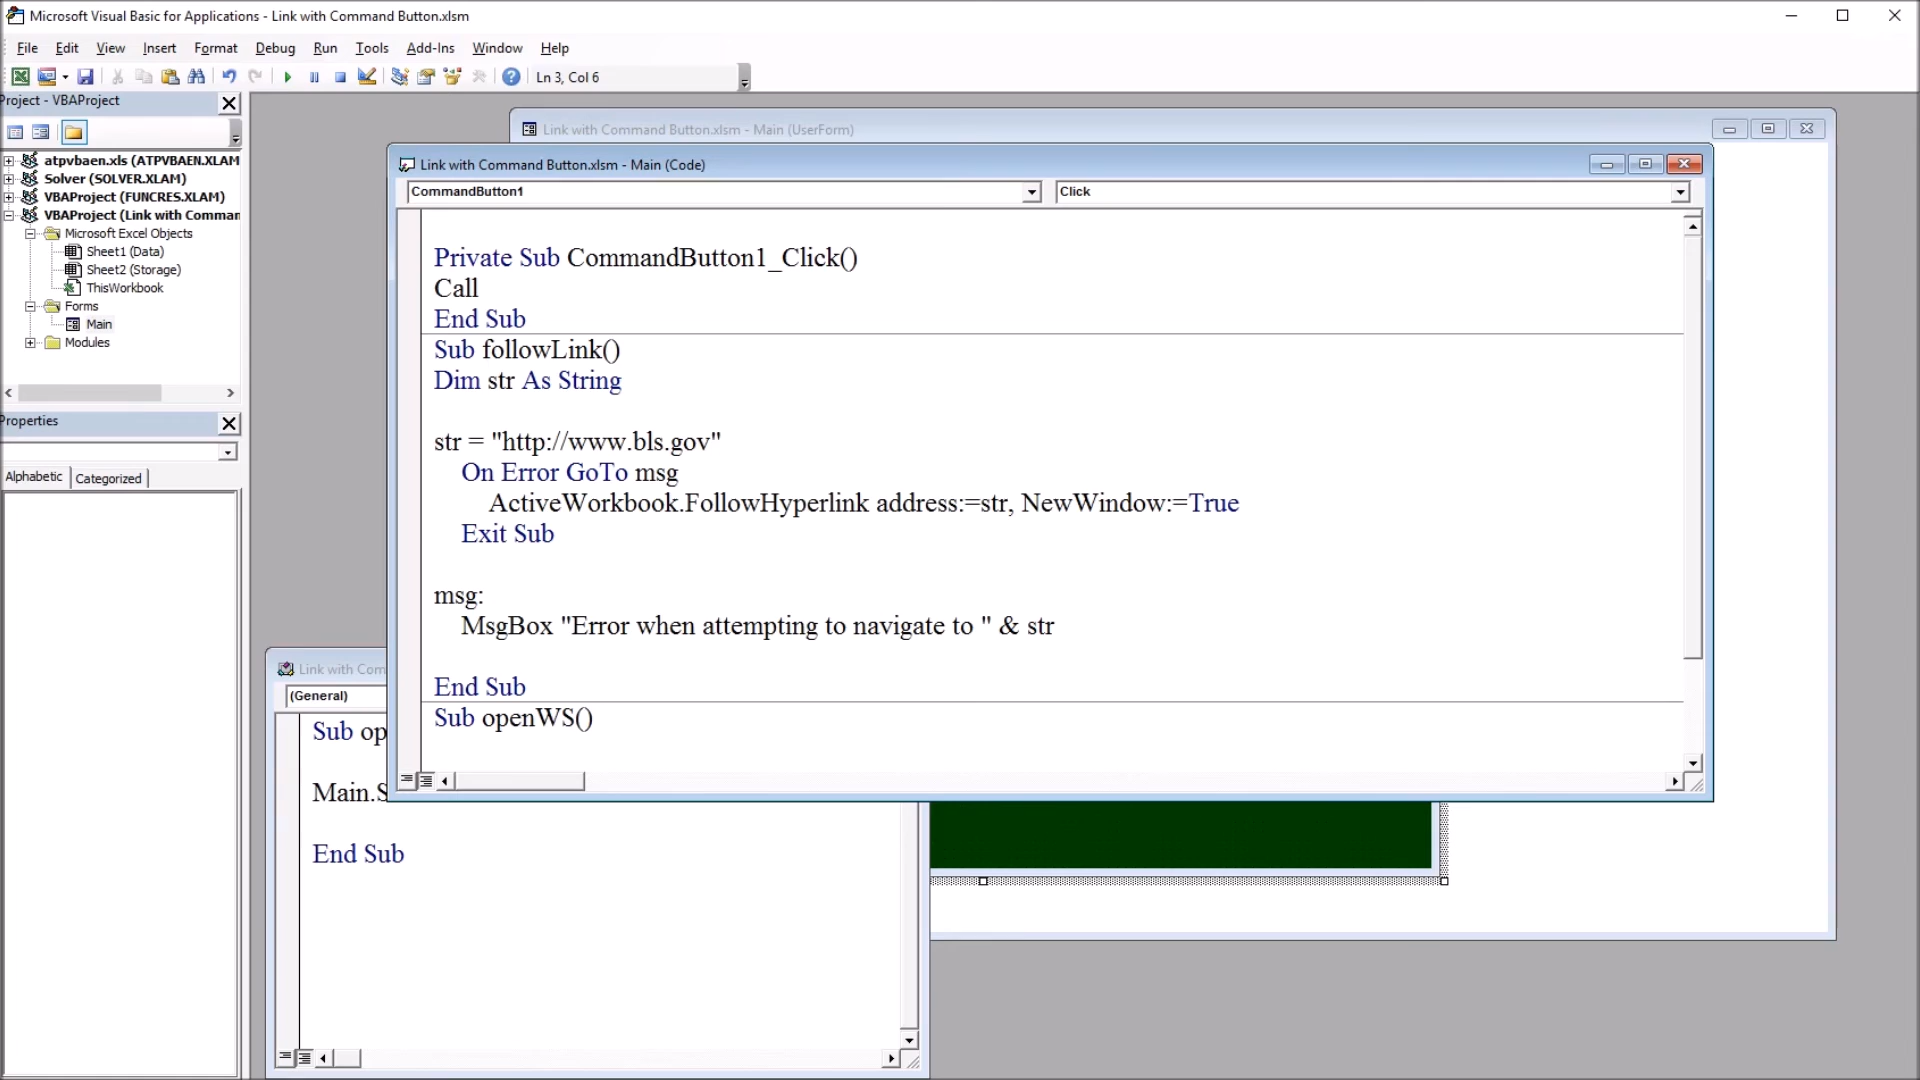 Microsoft Visual Basic for Applications - Link with Command Button.xlsm
File Edit View Insert Format Debug Run Tools Add-Ins Window Help
Ln 3, Col 6
Project - VBAProject
atpvbaen.xls (ATPVBAEN.XLAM
Solver (SOLVER.XLAM)
VBAProject (FUNCRES.XLAM)
VBAProject (Link with Comman
Microsoft Excel Objects
Sheet1 (Data)
Sheet2 (Storage)
ThisWorkbook
Forms
Main
Modules
Properties
Alphabetic Categorized
Link with Command Button.xlsm - Main (UserForm)
Link with Command Button.xlsm - Main (Code)
CommandButton1 Click
Private Sub CommandButton1_Click()
Call
End Sub
Sub followLink()
Dim str As String
str = "http://www.bls.gov"
On Error GoTo msg
ActiveWorkbook.FollowHyperlink address:=str, NewWindow:=True
Exit Sub
msg:
MsgBox "Error when attempting to navigate to " & str
End Sub
Sub openWS()
Link with Com
(General)
Sub op
Main.S
End Sub